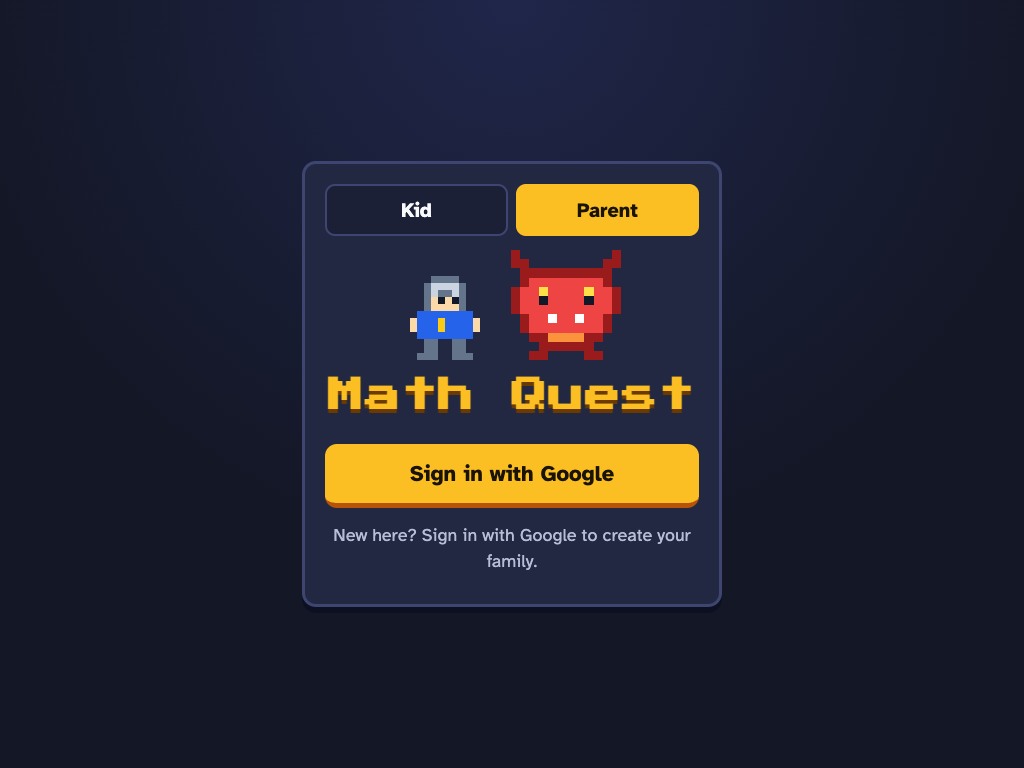 Kid
Parent
Math Quest
Sign in with Google
New here? Sign in with Google to create your
family.